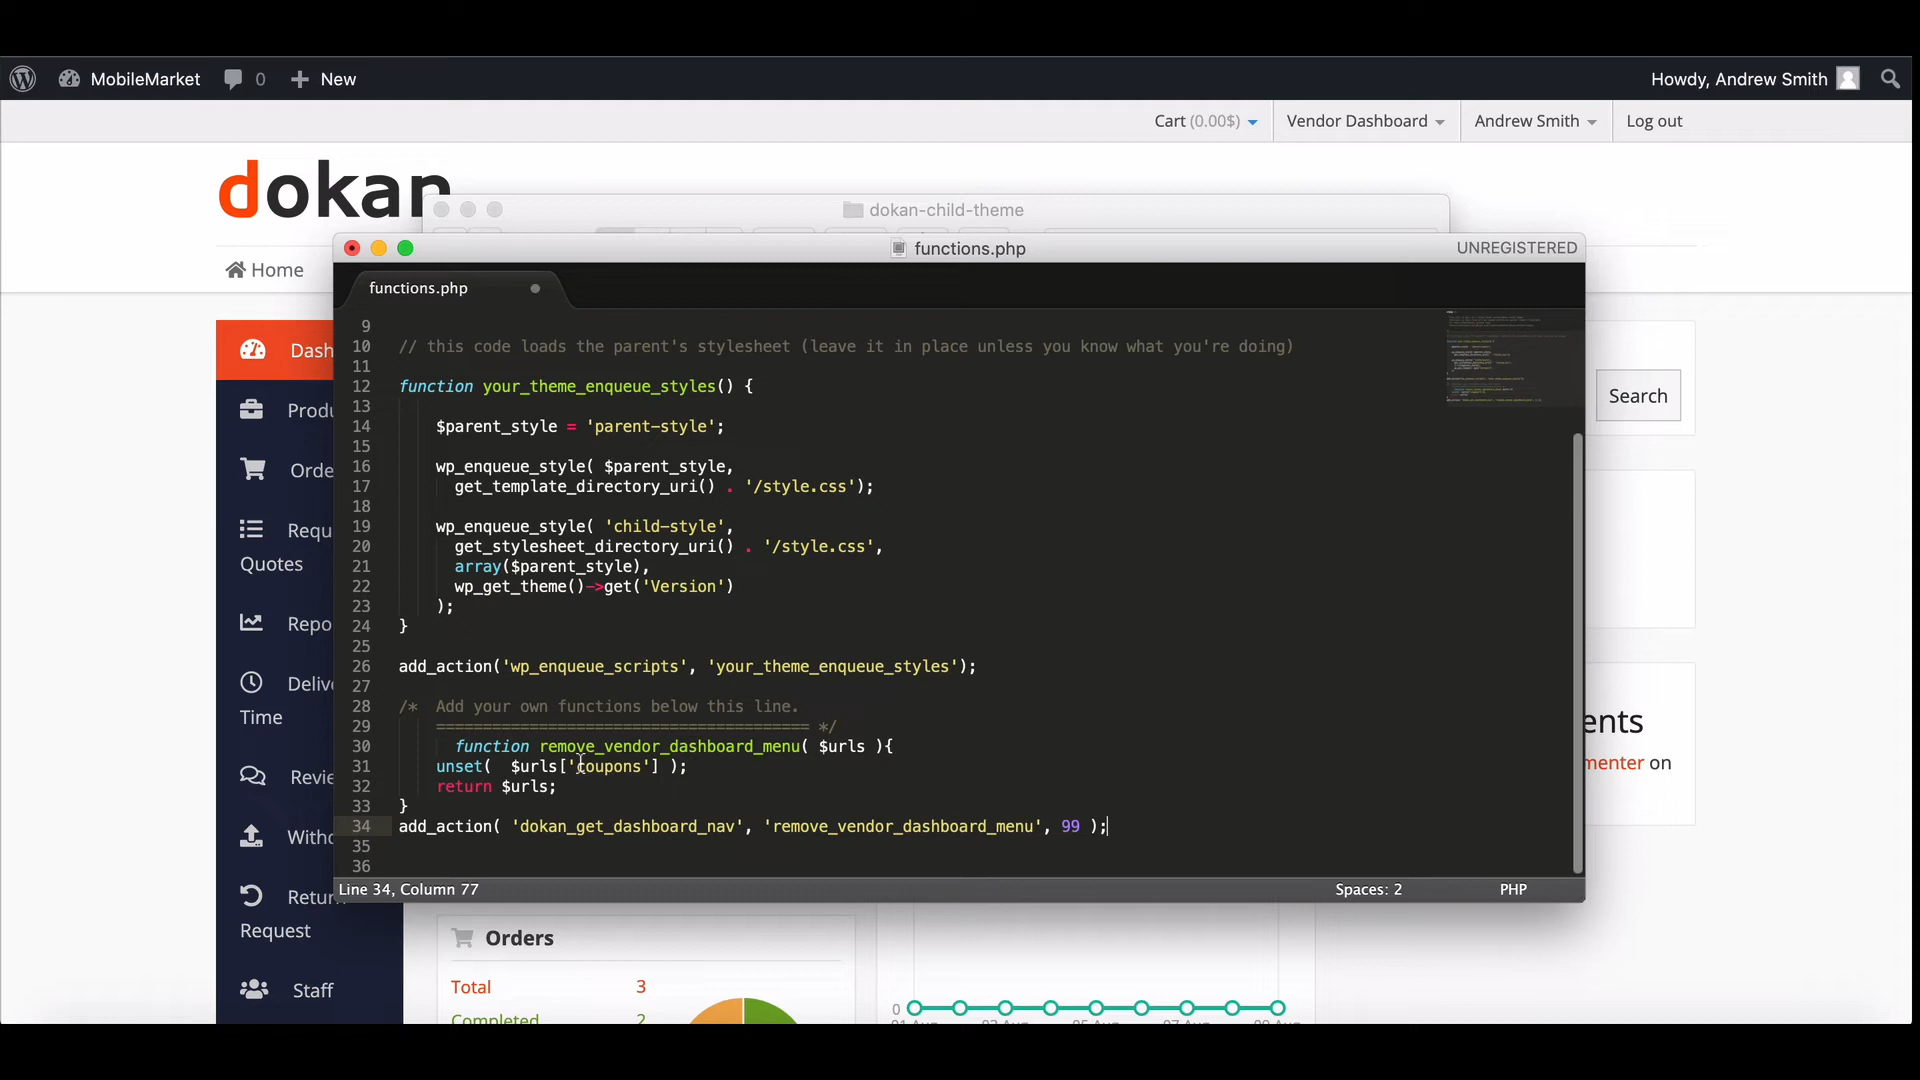 MobileMarket 0 New Howdy, Andrew Smith
Cart (0.00$) Vendor Dashboard Andrew Smith Log out
dokan
dokan-child-theme
functions.php UNREGISTERED
Home
functions.php
9
10 // this code loads the parent's stylesheet (leave it in place unless you know what you're doing)
11
12 function your_theme_enqueue_styles() {
13
14 $parent_style = 'parent-style';
15
16 wp_enqueue_style( $parent_style,
17 get_template_directory_uri() . '/style.css');
18
19 wp_enqueue_style( 'child-style',
20 get_stylesheet_directory_uri() . '/style.css',
21 array($parent_style),
22 wp_get_theme()->get('Version')
23 );
24 }
25
26 add_action('wp_enqueue_scripts', 'your_theme_enqueue_styles');
27
28 /* Add your own functions below this line.
29 ======================================== */
30 function remove_vendor_dashboard_menu( $urls ){
31 unset( $urls['coupons'] );
32 return $urls;
33 }
34 add_action( 'dokan_get_dashboard_nav', 'remove_vendor_dashboard_menu', 99 );
35
36
Line 34, Column 77 Spaces: 2 PHP
Dash
Produ
Orde
Requ
Quotes
Repo
Delive
Time
Revie
Withd
Return
Request
Staff
Search
ents
menter on
Orders
Total 3
Completed 2
0